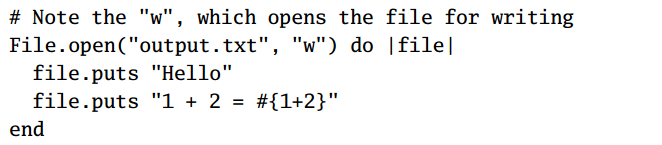 # Note the "w", which opens the file for writing
File.open("output.txt", "w") do |file|
  file.puts "Hello"
  file.puts "1 + 2 = #{1+2}"
end